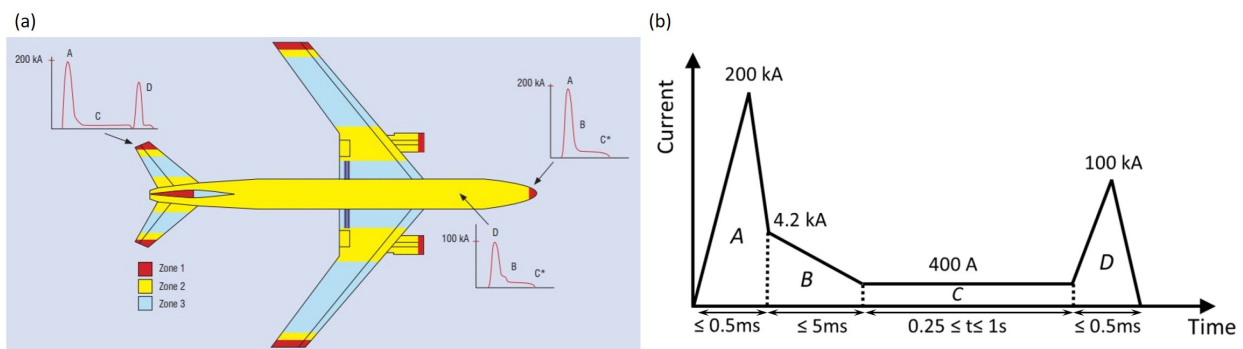 (a)
200 kA
A
D
C
200 kA
A
B
C*
100 kA
D
B
C*
Zone 1
Zone 2
Zone 3
(b)
Current
200 kA
4.2 kA
A
B
400 A
C
100 kA
D
≤ 0.5ms
≤ 5ms
0.25 ≤ t≤ 1s
≤ 0.5ms
Time